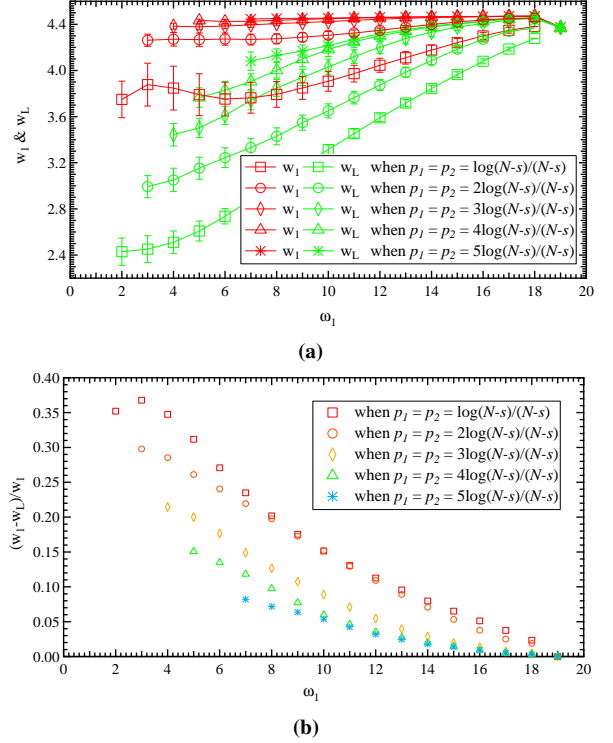 4.4
4.0
3.6
3.2
2.8
2.4
w1 & wL
w1 wL when p1 = p2 = log(N-s)/(N-s)
w1 wL when p1 = p2 = 2log(N-s)/(N-s)
w1 wL when p1 = p2 = 3log(N-s)/(N-s)
w1 wL when p1 = p2 = 4log(N-s)/(N-s)
w1 wL when p1 = p2 = 5log(N-s)/(N-s)
0 2 4 6 8 10 12 14 16 18 20
ω1
(a)
0.40
0.35
0.30
0.25
0.20
0.15
0.10
0.05
0.00
(w1-wL)/w1
when p1 = p2 = log(N-s)/(N-s)
when p1 = p2 = 2log(N-s)/(N-s)
when p1 = p2 = 3log(N-s)/(N-s)
when p1 = p2 = 4log(N-s)/(N-s)
when p1 = p2 = 5log(N-s)/(N-s)
0 2 4 6 8 10 12 14 16 18 20
ω1
(b)